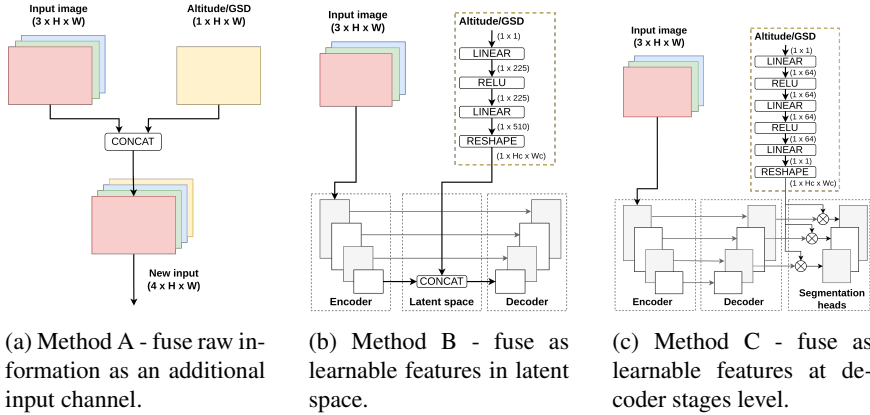 Input image
(3 x H x W)
Altitude/GSD
(1 x H x W)
CONCAT
New input
(4 x H x W)
(a) Method A - fuse raw in-
formation as an additional
input channel.
Input image
(3 x H x W)
Altitude/GSD
(1 x 1)
LINEAR
(1 x 225)
RELU
(1 x 225)
LINEAR
(1 x 510)
RESHAPE
(1 x Hc x Wc)
CONCAT
Encoder
Latent space
Decoder
(b) Method B - fuse as
learnable features in latent
space.
Input image
(3 x H x W)
Altitude/GSD
(1 x 1)
LINEAR
(1 x 64)
RELU
(1 x 64)
LINEAR
(1 x 64)
RELU
(1 x 64)
LINEAR
(1 x 1)
RESHAPE
(1 x Hc x Wc)
Encoder
Decoder
Segmentation
heads
(c) Method C - fuse as
learnable features at de-
coder stages level.